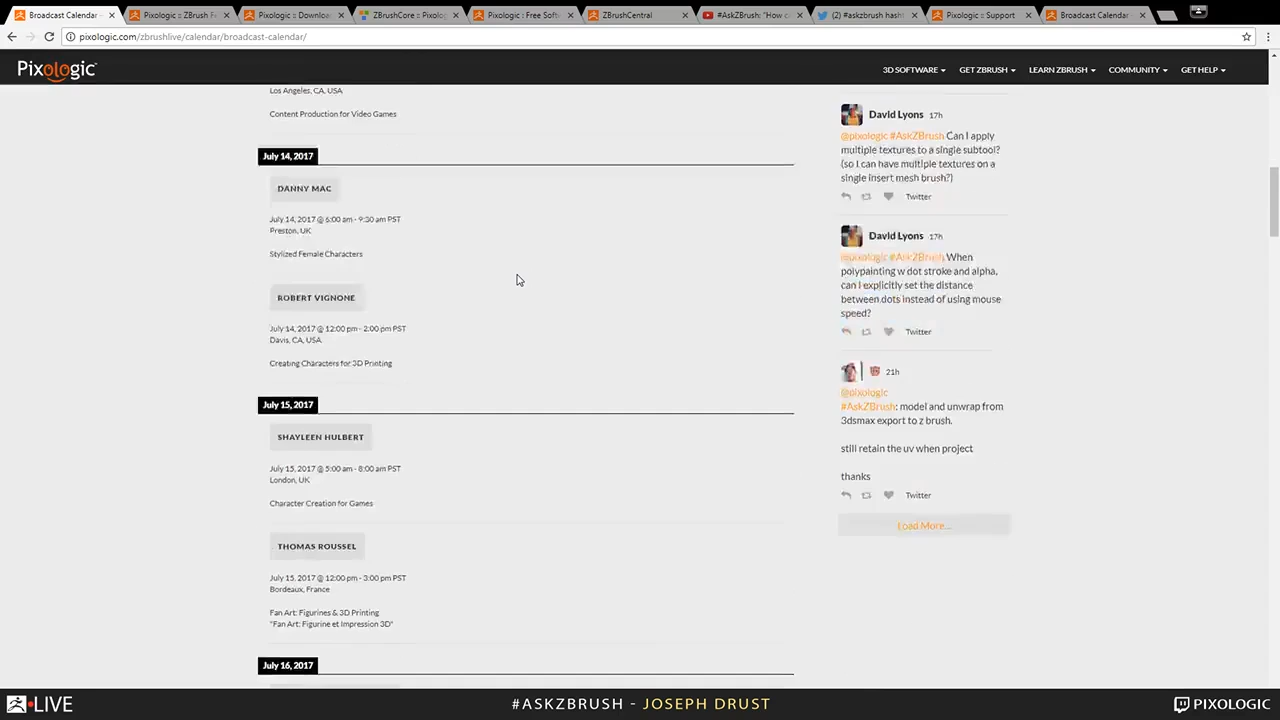 Broadcast Calendar -
Pixologic :: ZBrush Fe
Pixologic :: Downloa
ZBrushCore :: Pixolog
Pixologic : Free Softw
ZBrushCentral
#AskZBrush: "How c
(2) #askzbrush hasht
Pixologic :: Support
Broadcast Calendar
pixologic.com/zbrushlive/calendar/broadcast-calendar/
Pixologic
3D SOFTWARE
GET ZBRUSH
LEARN ZBRUSH
COMMUNITY
GET HELP
Los Angeles, CA, USA
Content Production for Video Games
July 14, 2017
DANNY MAC
July 14, 2017 @ 6:00 am - 9:30 am PST
Preston, UK
Stylized Female Characters
ROBERT VIGNONE
July 14, 2017 @ 12:00 pm - 2:00 pm PST
Davis, CA, USA
Creating Characters for 3D Printing
July 15, 2017
SHAYLEEN HULBERT
July 15, 2017 @ 5:00 am - 8:00 am PST
London, UK
Character Creation for Games
THOMAS ROUSSEL
July 15, 2017 @ 12:00 pm - 3:00 pm PST
Bordeaux, France
Fan Art: Figurines & 3D Printing
"Fan Art: Figurine et Impression 3D"
July 16, 2017
David Lyons 17h
@pixologic #AskZBrush Can I apply
multiple textures to a single subtool?
(so I can have multiple textures on a
single insert mesh brush?)
Twitter
David Lyons 17h
@pixologic #AskZBrush When
polypainting w dot stroke and alpha,
can I explicitly set the distance
between dots instead of using mouse
speed?
Twitter
21h
@pixologic
#AskZBrush: model and unwrap from
3dsmax export to z brush.
still retain the uv when project
thanks
Twitter
Load More...
LIVE
#ASKZBRUSH - JOSEPH DRUST
PIXOLOGIC